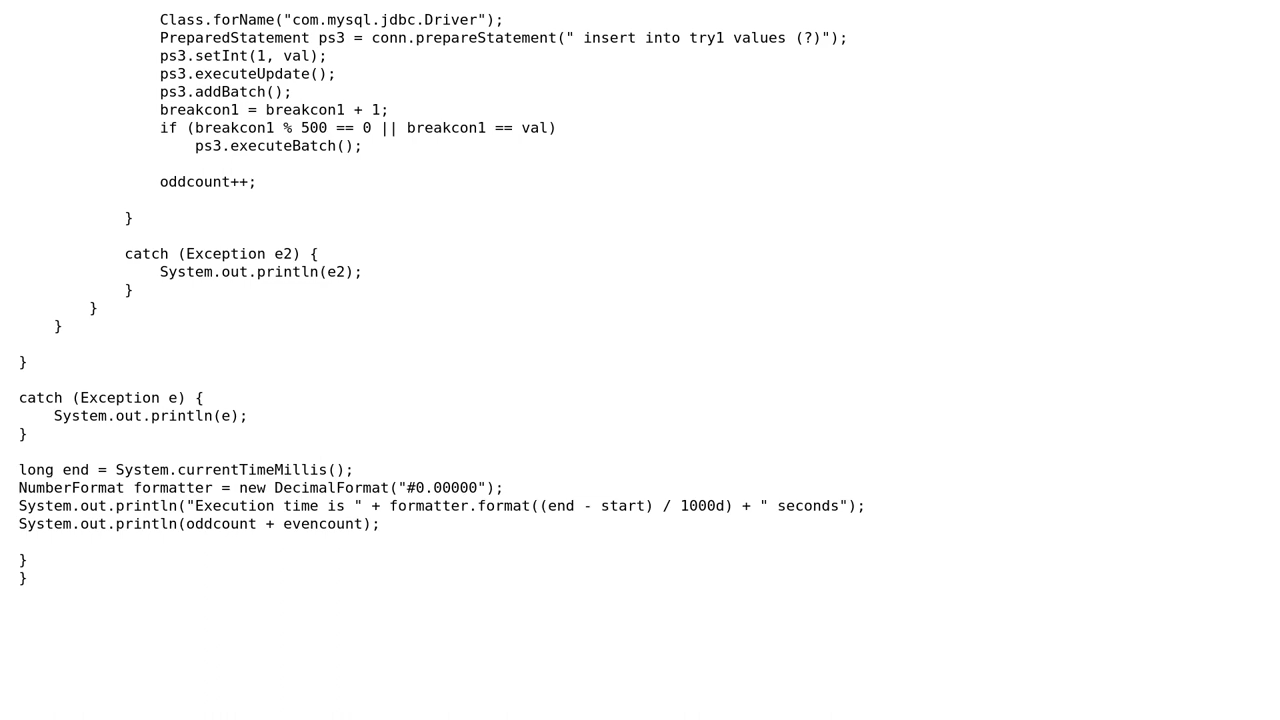 Class.forName("com.mysql.jdbc.Driver");
PreparedStatement ps3 = conn.prepareStatement(" insert into try1 values (?)");
ps3.setInt(1, val);
ps3.executeUpdate();
ps3.addBatch();
breakcon1 = breakcon1 + 1;
if (breakcon1 % 500 == 0 || breakcon1 == val)
ps3.executeBatch();
oddcount++;
}
catch (Exception e2) {
System.out.println(e2);
}
}
}
}
catch (Exception e) {
System.out.println(e);
}
long end = System.currentTimeMillis();
NumberFormat formatter = new DecimalFormat("#0.00000");
System.out.println("Execution time is " + formatter.format((end - start) / 1000d) + " seconds");
System.out.println(oddcount + evencount);
}
}